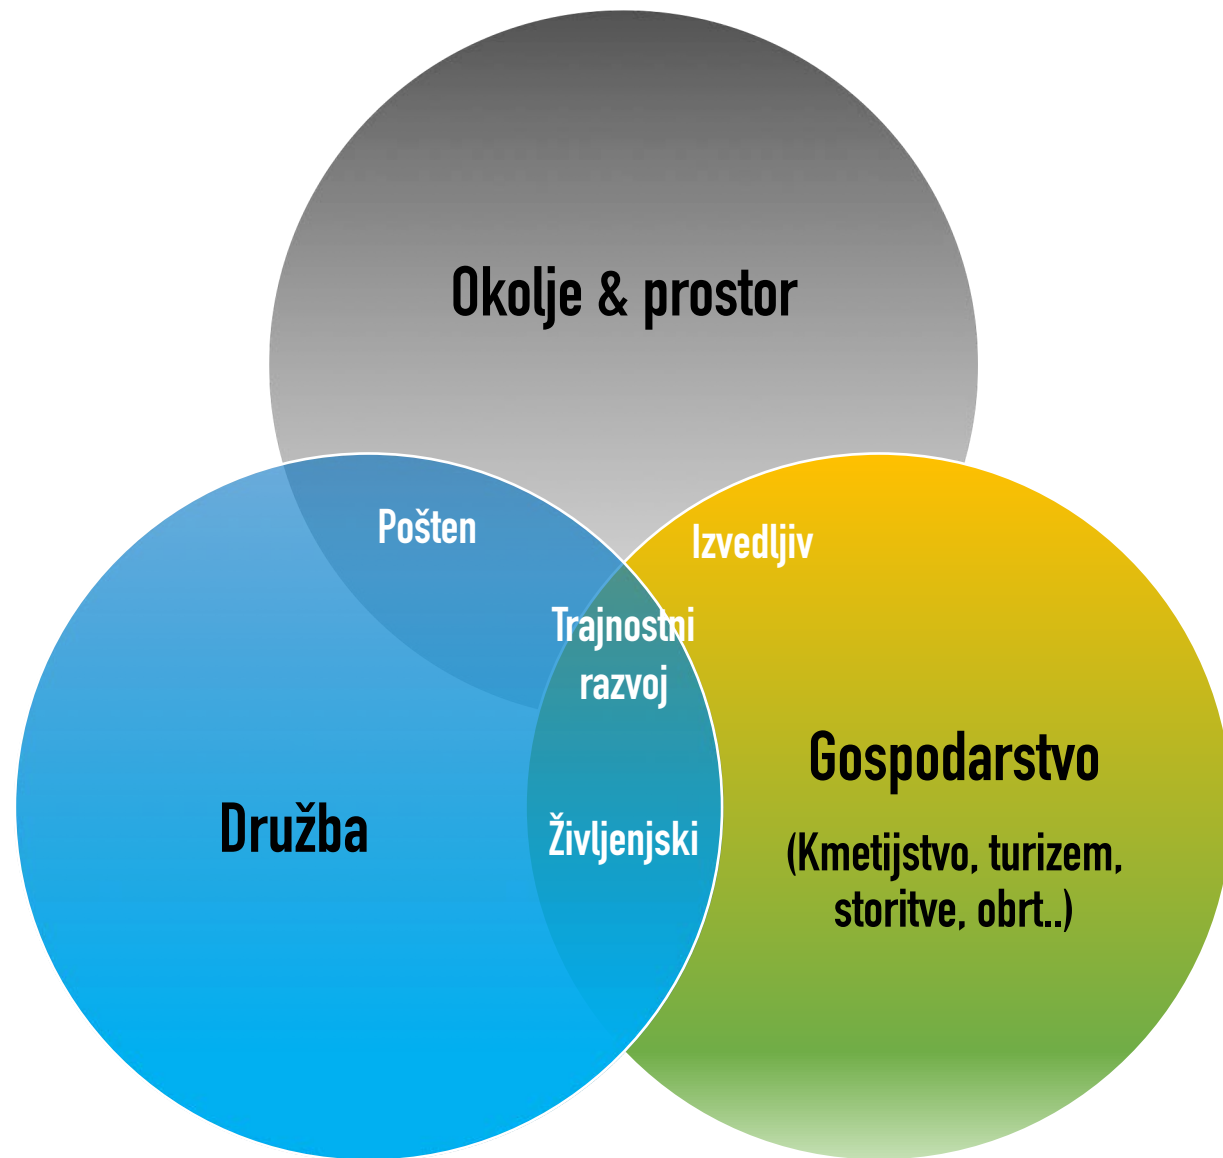 Okolje & prostor
Pošten
Izvedljiv
Trajnostni
razvoj
Gospodarstvo
(Kmetijstvo, turizem,
storitve, obrt..)
Družba
Življenjski